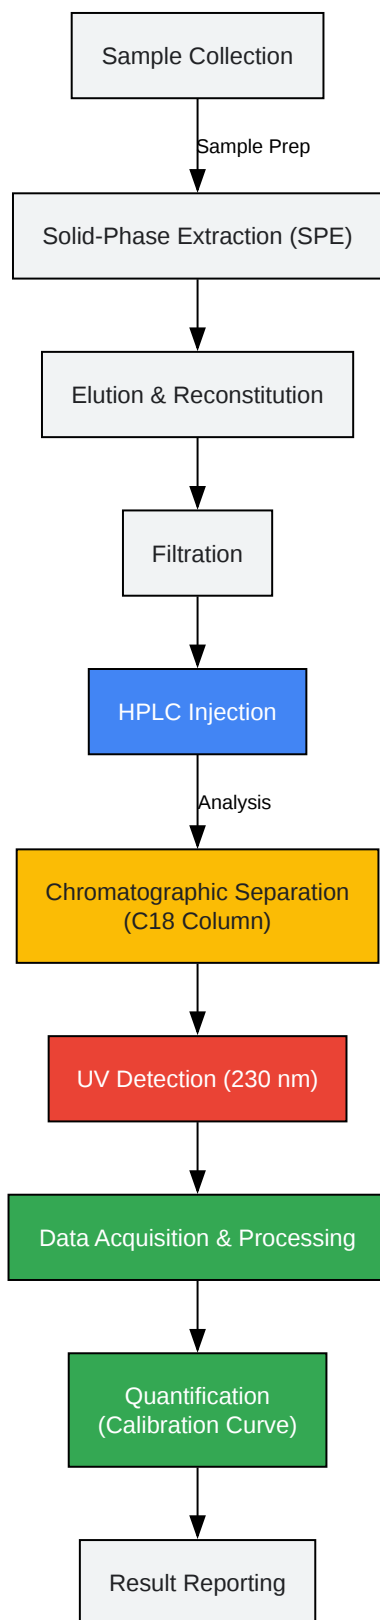 Sample Collection
Sample Prep
Solid-Phase Extraction (SPE)
Elution & Reconstitution
Filtration
HPLC Injection
Analysis
Chromatographic Separation
(C18 Column)
UV Detection (230 nm)
Data Acquisition & Processing
Quantification
(Calibration Curve)
Result Reporting